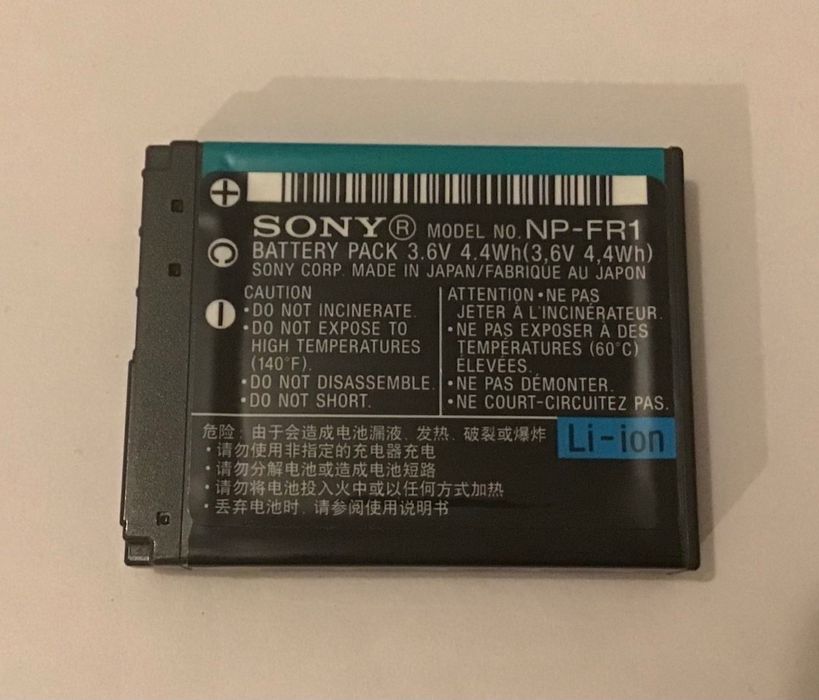 SONY® MODEL NO. NP-FR1
BATTERY PACK 3.6V 4.4Wh(3,6V 4,4Wh)
SONY CORP. MADE IN JAPAN/FABRIQUÉ AU JAPON
CAUTION
•DO NOT INCINERATE.
•DO NOT EXPOSE TO
HIGH TEMPERATURES
(140°F).
•DO NOT DISASSEMBLE.
•DO NOT SHORT.
ATTENTION •NE PAS
JETER À L'INCINÉRATEUR.
•NE PAS EXPOSER À DES
TEMPÉRATURES (60°C)
ÉLEVÉES.
•NE PAS DÉMONTER.
•NE COURT-CIRCUITEZ PAS.
危险: 由于会造成电池漏液、发热、破裂或爆炸
•请勿使用非指定的充电器充电
•请勿分解电池或造成电池短路
•请勿将电池投入火中或以任何方式加热
•丢弃电池时, 请参阅使用说明书
Li-ion